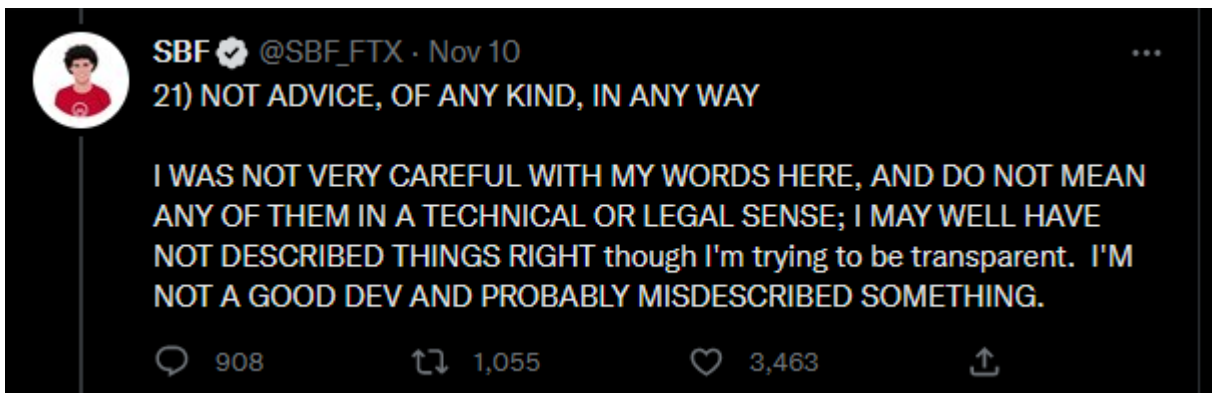 SBF @SBF_FTX · Nov 10
21) NOT ADVICE, OF ANY KIND, IN ANY WAY
I WAS NOT VERY CAREFUL WITH MY WORDS HERE, AND DO NOT MEAN
ANY OF THEM IN A TECHNICAL OR LEGAL SENSE; I MAY WELL HAVE
NOT DESCRIBED THINGS RIGHT though I'm trying to be transparent.  I'M
NOT A GOOD DEV AND PROBABLY MISDESCRIBED SOMETHING.
908 1,055 3,463